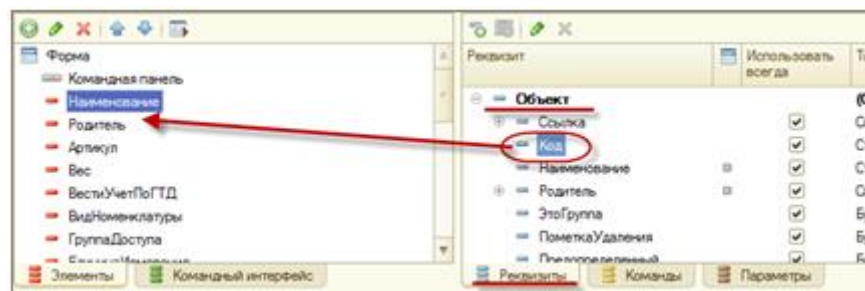 Форма
Командная панель
Наименование
Родитель
Артикул
Вес
ВестиУчетПоГТД
ВидНоменклатуры
ГруппаДоступа
Элементы
Командный интерфейс
Реквизит
Использовать
всегда
Объект
Ссылка
Код
Наименование
Родитель
ЭтоГруппа
ПометкаУдаления
Предопределенный
Реквизиты
Команды
Параметры